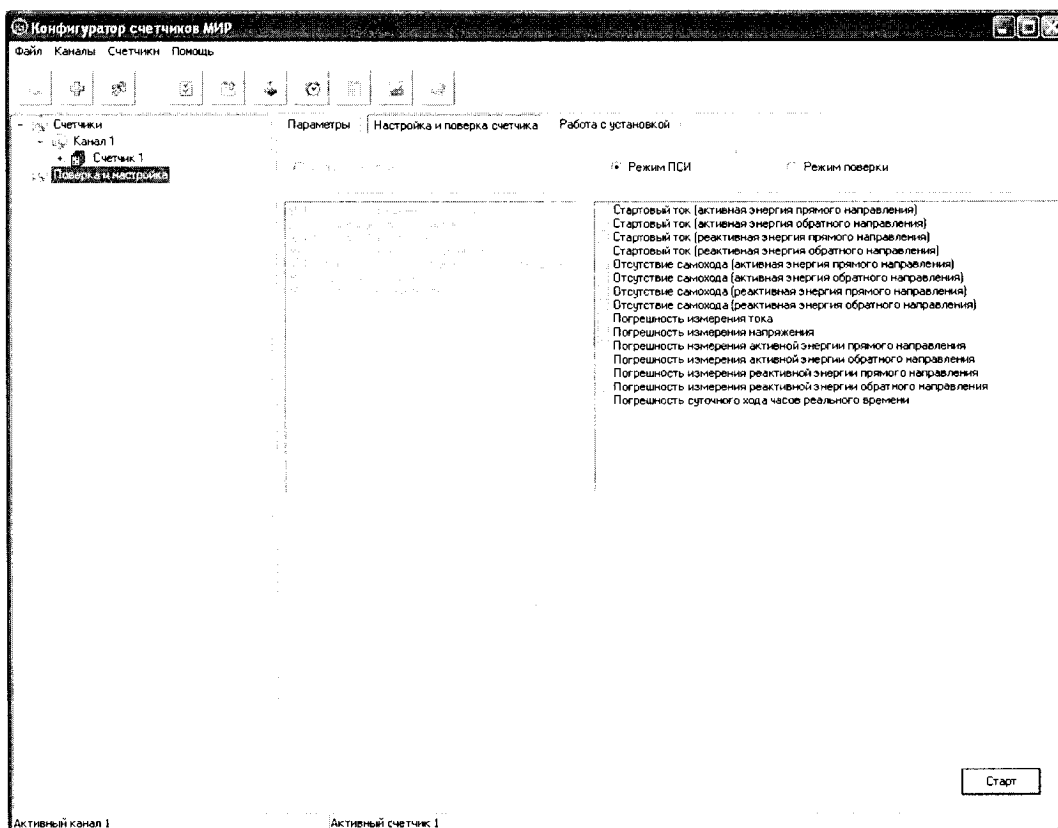 Конфигуратор счетчиков МИР
Файл Каналы Счетчики Помощь
Счетчики
Канал 1
Счетчик 1
Поверка и настройка
Параметры Настройка и поверка счетчика Работа с установкой
Режим ПСИ Режим поверки
Стартовый ток (активная энергия прямого направления)
Стартовый ток (активная энергия обратного направления)
Стартовый ток (реактивная энергия прямого направления)
Стартовый ток (реактивная энергия обратного направления)
Отсутствие самохода (активная энергия прямого направления)
Отсутствие самохода (активная энергия обратного направления)
Отсутствие самохода (реактивная энергия прямого направления)
Отсутствие самохода (реактивная энергия обратного направления)
Погрешность измерения тока
Погрешность измерения напряжения
Погрешность измерения активной энергии прямого направления
Погрешность измерения активной энергии обратного направления
Погрешность измерения реактивной энергии прямого направления
Погрешность измерения реактивной энергии обратного направления
Погрешность суточного хода часов реального времени
Старт
Активный канал 1 Активный счетчик 1